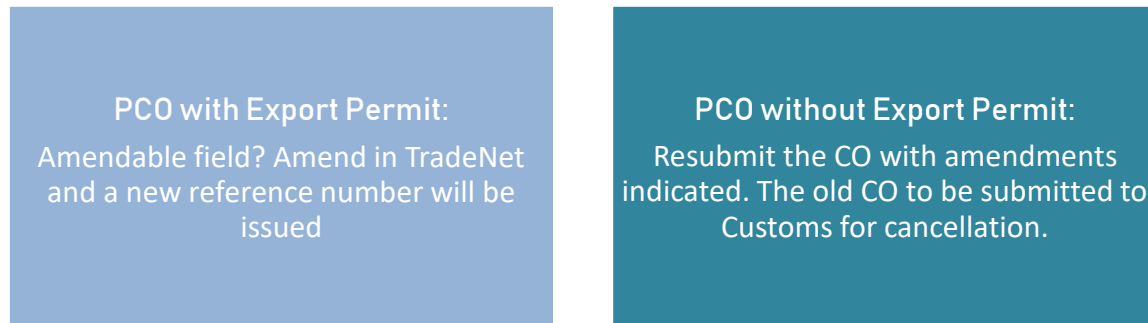 PCO with Export Permit:
Amendable field? Amend in TradeNet
and a new reference number will be
issued
PCO without Export Permit:
Resubmit the CO with amendments
indicated. The old CO to be submitted to
Customs for cancellation.